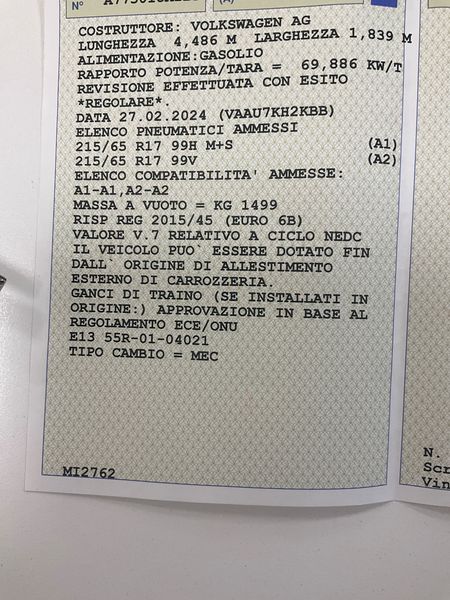 N°
(A)
COSTRUTTORE: VOLKSWAGEN AG
LUNGHEZZA 4,486 M LARGHEZZA 1,839 M
ALIMENTAZIONE:GASOLIO
RAPPORTO POTENZA/TARA = 69,886 KW/T
REVISIONE EFFETTUATA CON ESITO
*REGOLARE*.
DATA 27.02.2024 (VAAU7KH2KBB)
ELENCO PNEUMATICI AMMESSI
215/65 R17 99H M+S (A1)
215/65 R17 99V (A2)
ELENCO COMPATIBILITA' AMMESSE:
A1-A1,A2-A2
MASSA A VUOTO = KG 1499
RISP REG 2015/45 (EURO 6B)
VALORE V.7 RELATIVO A CICLO NEDC
IL VEICOLO PUO` ESSERE DOTATO FIN
DALL` ORIGINE DI ALLESTIMENTO
ESTERNO DI CARROZZERIA.
GANCI DI TRAINO (SE INSTALLATI IN
ORIGINE:) APPROVAZIONE IN BASE AL
REGOLAMENTO ECE/ONU
E13 55R-01-04021
TIPO CAMBIO = MEC
MI2762
N.
Scr
Vin